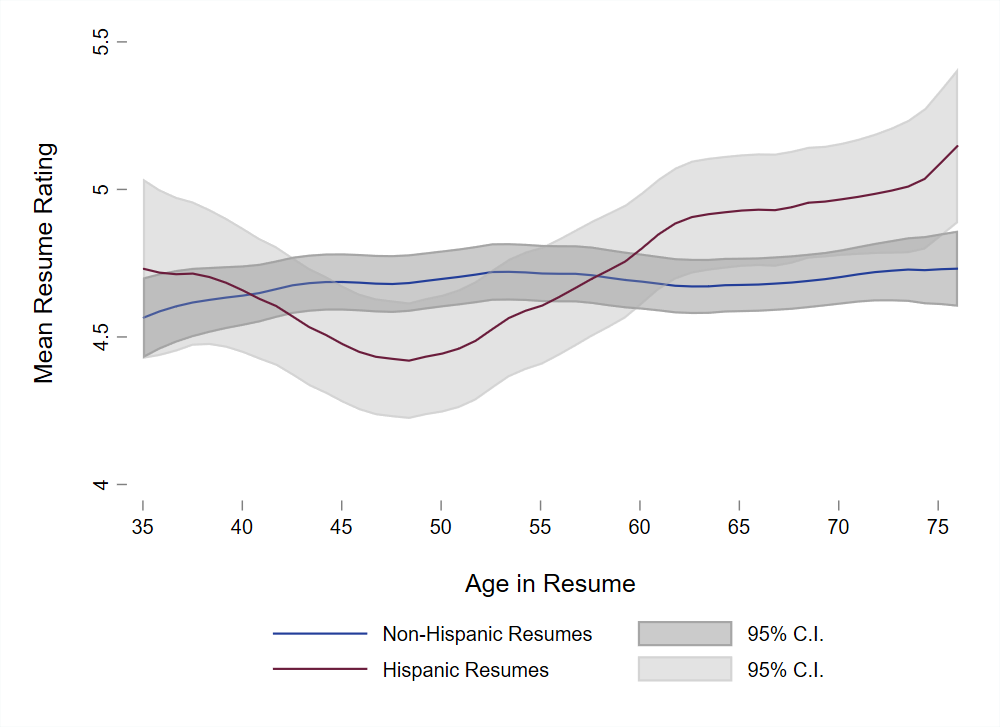 5.5
5
4.5
4
Mean Resume Rating
35 40 45 50 55 60 65 70 75
Age in Resume
Non-Hispanic Resumes 95% C.I.
Hispanic Resumes 95% C.I.